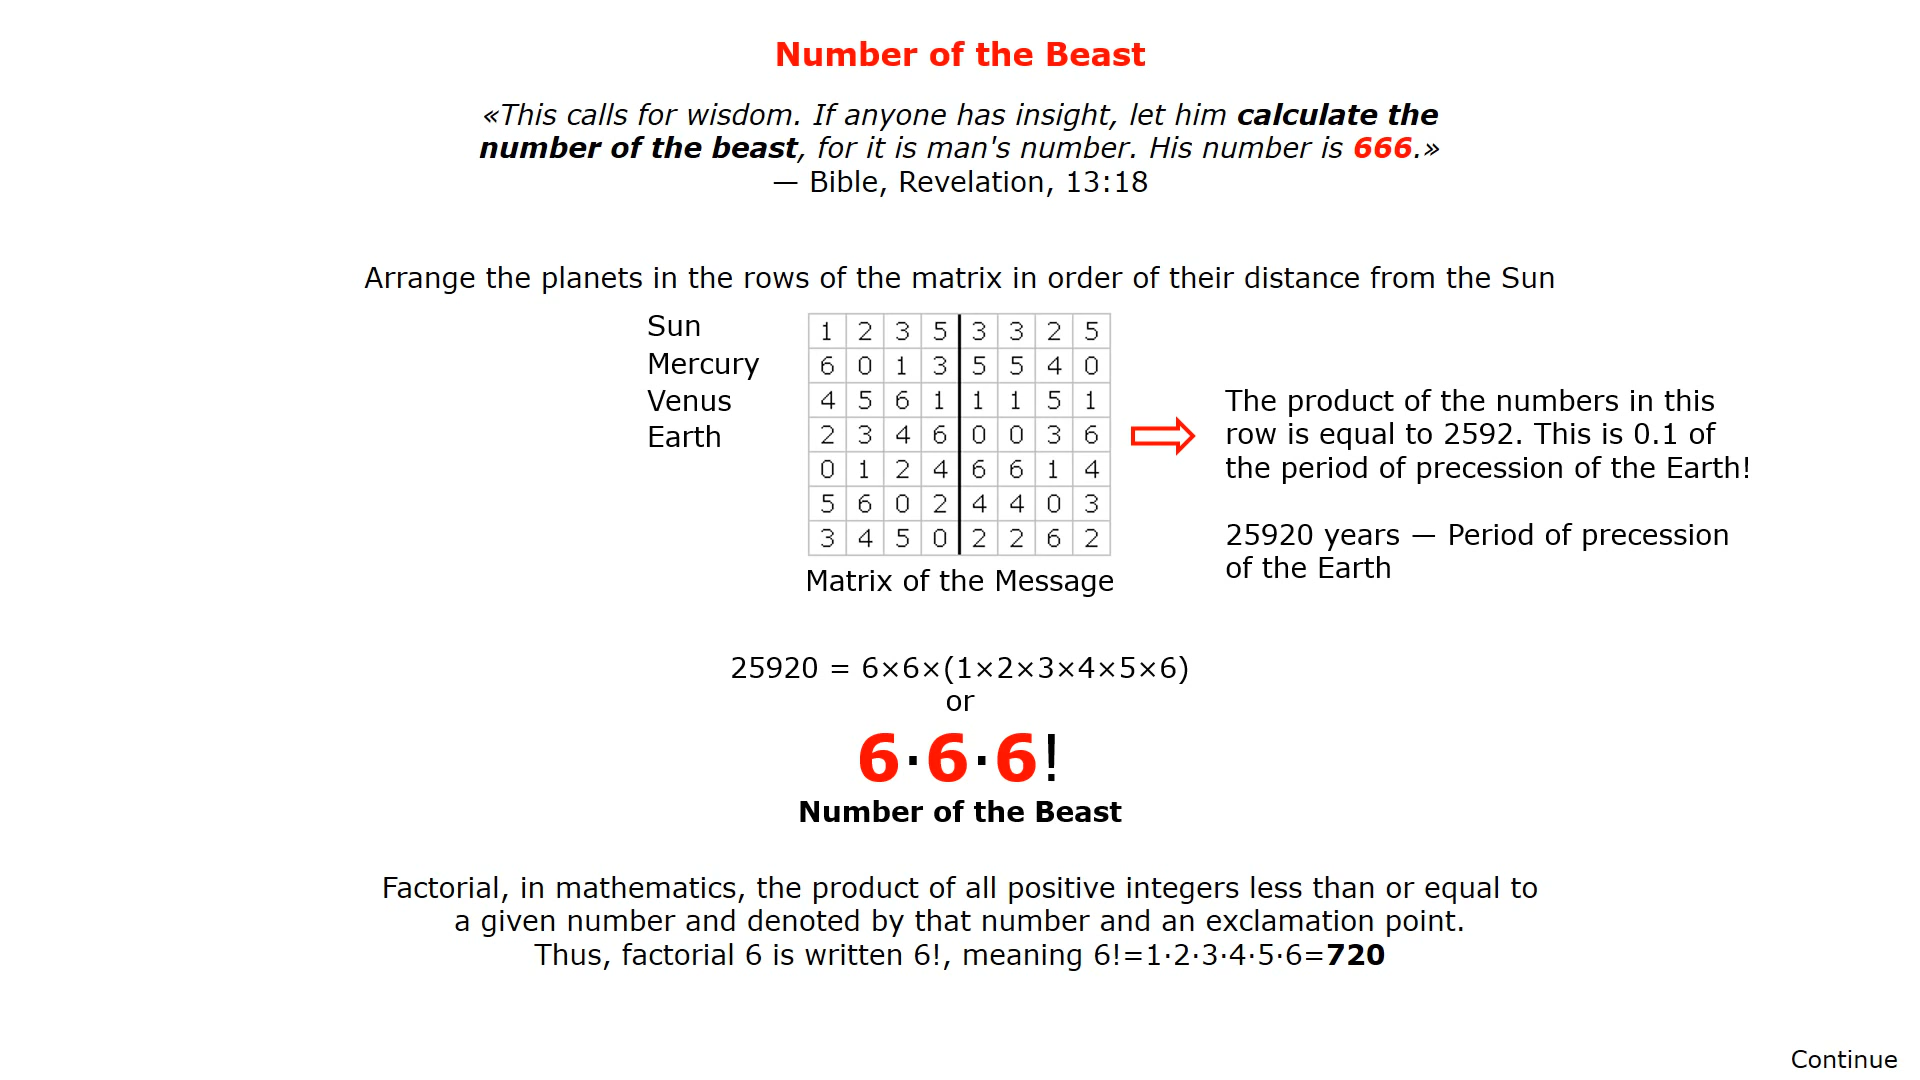 Number of the Beast
«This calls for wisdom. If anyone has insight, let him calculate the
number of the beast, for it is man's number. His number is 666.»
— Bible, Revelation, 13:18
Arrange the planets in the rows of the matrix in order of their distance from the Sun
Sun
Mercury
Venus
Earth
1 2 3 5 3 3 2 5
6 0 1 3 5 5 4 0
4 5 6 1 1 1 5 1
2 3 4 6 0 0 3 6
0 1 2 4 6 6 1 4
5 6 0 2 4 4 0 3
3 4 5 0 2 2 6 2
Matrix of the Message
The product of the numbers in this
row is equal to 2592. This is 0.1 of
the period of precession of the Earth!
25920 years — Period of precession
of the Earth
25920 = 6×6×(1×2×3×4×5×6)
or
6·6·6!
Number of the Beast
Factorial, in mathematics, the product of all positive integers less than or equal to
a given number and denoted by that number and an exclamation point.
Thus, factorial 6 is written 6!, meaning 6!=1·2·3·4·5·6=720
Continue